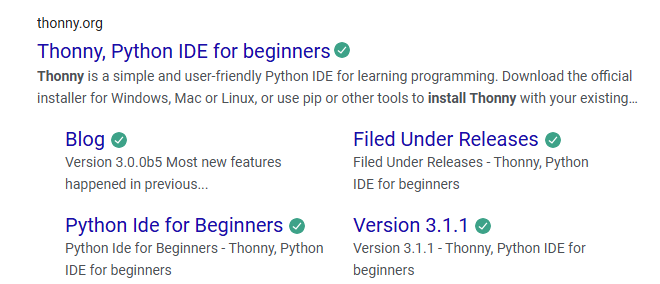 thonny.org
Thonny, Python IDE for beginners
Thonny is a simple and user-friendly Python IDE for learning programming. Download the official
installer for Windows, Mac or Linux, or use pip or other tools to install Thonny with your existing...
Blog
Version 3.0.0b5 Most new features
happened in previous...
Filed Under Releases
Filed Under Releases - Thonny, Python
IDE for beginners
Python Ide for Beginners
Python Ide for Beginners - Thonny, Python
IDE for beginners
Version 3.1.1
Version 3.1.1 - Thonny, Python IDE for
beginners